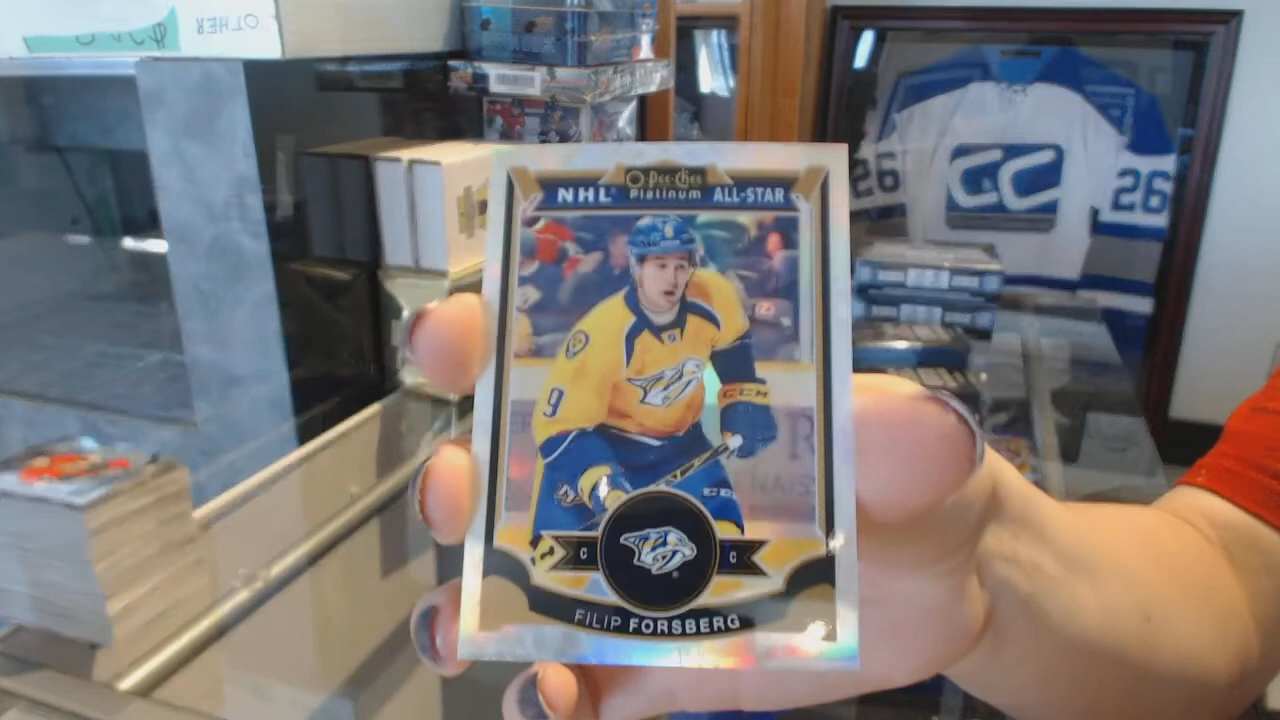 OTHER
O-Pee-Chee
NHL Platinum ALL-STAR
26
CC
26
9
CCM
R
C C
FILIP FORSBERG